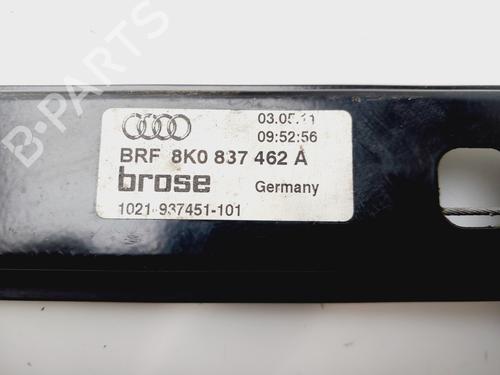 B-PARTS
03.05.11
09:52:56
BRF 8K0 837 462 A
brose
Germany
1021-937451-101